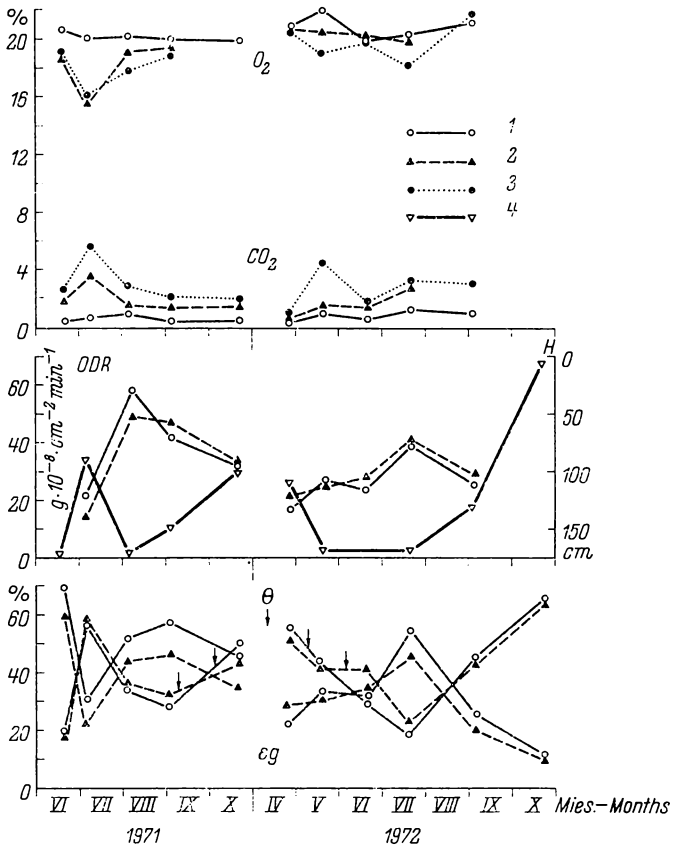 %
20
16
12
8
4
0
O₂
CO₂
1
2
3
4
ODR
g·10⁻⁸·cm⁻² min⁻¹
60
40
20
0
H
0
50
100
150
cm
%
60
40
20
0
θ
εg
VI VII VIII IX X IV V VI VII VIII IX X Mies.-Months
1971 1972